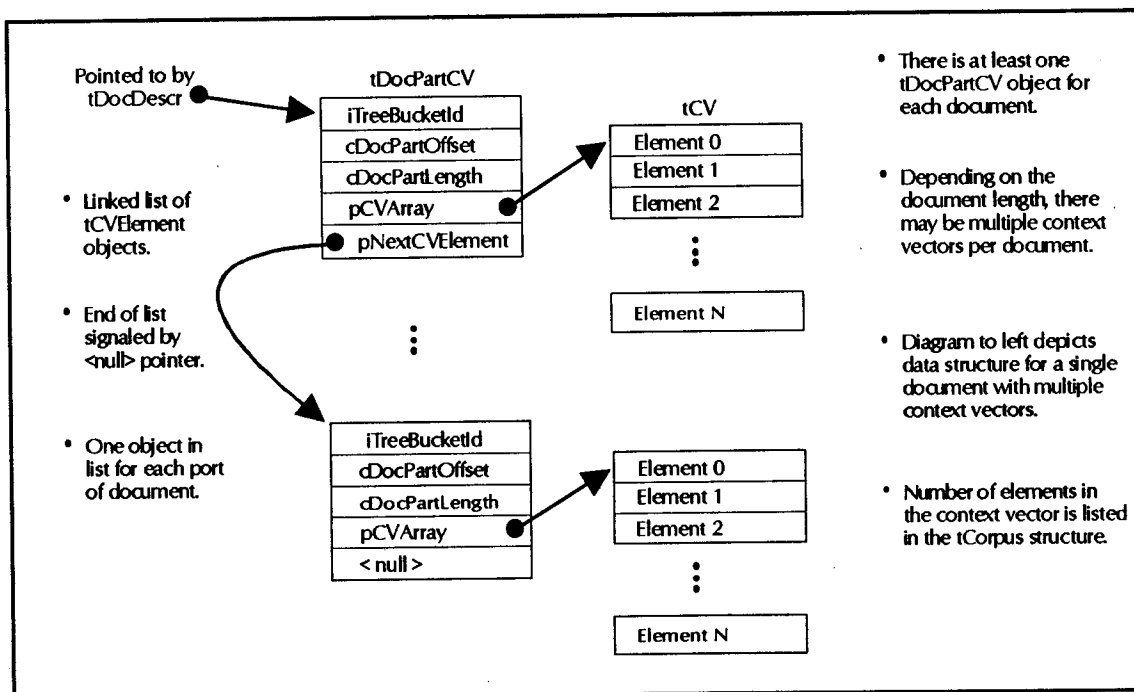 Pointed to by
tDocDescr
• Linked list of
tCVElement
objects.
• End of list
signaled by
<null> pointer.
• One object in
list for each port
of document.
tDocPartCV
iTreeBucketId
cDocPartOffset
cDocPartLength
pCVArray
pNextCVElement
iTreeBucketId
cDocPartOffset
cDocPartLength
pCVArray
< null >
tCV
Element 0
Element 1
Element 2
Element N
Element 0
Element 1
Element 2
Element N
• There is at least one
tDocPartCV object for
each document.
• Depending on the
document length, there
may be multiple context
vectors per document.
• Diagram to left depicts
data structure for a single
document with multiple
context vectors.
• Number of elements in
the context vector is listed
in the tCorpus structure.